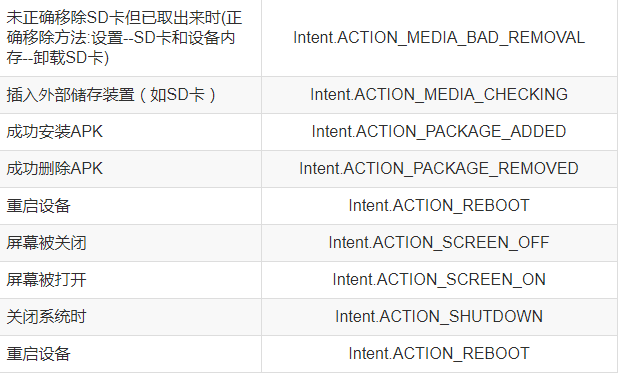 未正确移除SD卡但已取出来时(正
确移除方法:设置--SD卡和设备内
存--卸载SD卡)
Intent.ACTION_MEDIA_BAD_REMOVAL
插入外部储存装置（如SD卡）
Intent.ACTION_MEDIA_CHECKING
成功安装APK
Intent.ACTION_PACKAGE_ADDED
成功删除APK
Intent.ACTION_PACKAGE_REMOVED
重启设备
Intent.ACTION_REBOOT
屏幕被关闭
Intent.ACTION_SCREEN_OFF
屏幕被打开
Intent.ACTION_SCREEN_ON
关闭系统时
Intent.ACTION_SHUTDOWN
重启设备
Intent.ACTION_REBOOT